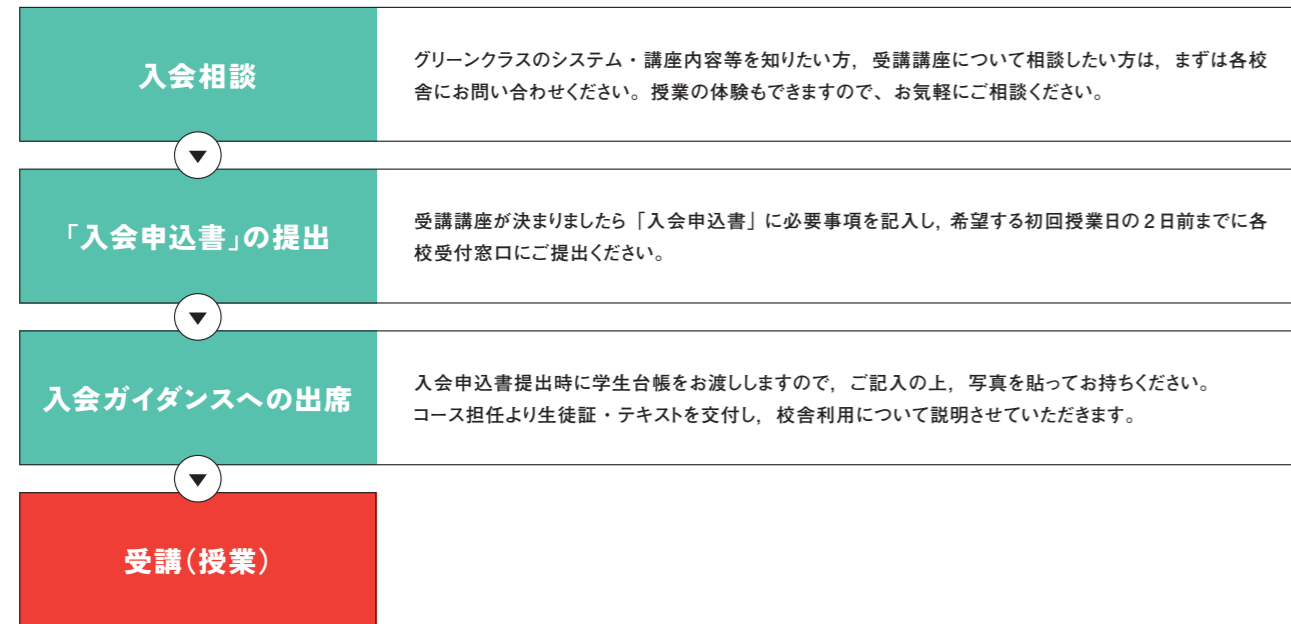 入会相談
グリーンクラスのシステム・講座内容等を知りたい方，受講講座について相談したい方は，まずは各校
舎にお問い合わせください。授業の体験もできますので、お気軽にご相談ください。
▼
「入会申込書」の提出
受講講座が決まりましたら「入会申込書」に必要事項を記入し，希望する初回授業日の２日前までに各
校受付窓口にご提出ください。
▼
入会ガイダンスへの出席
入会申込書提出時に学生台帳をお渡ししますので，ご記入の上，写真を貼ってお持ちください。
コース担任より生徒証・テキストを交付し，校舎利用について説明させていただきます。
▼
受講（授業）